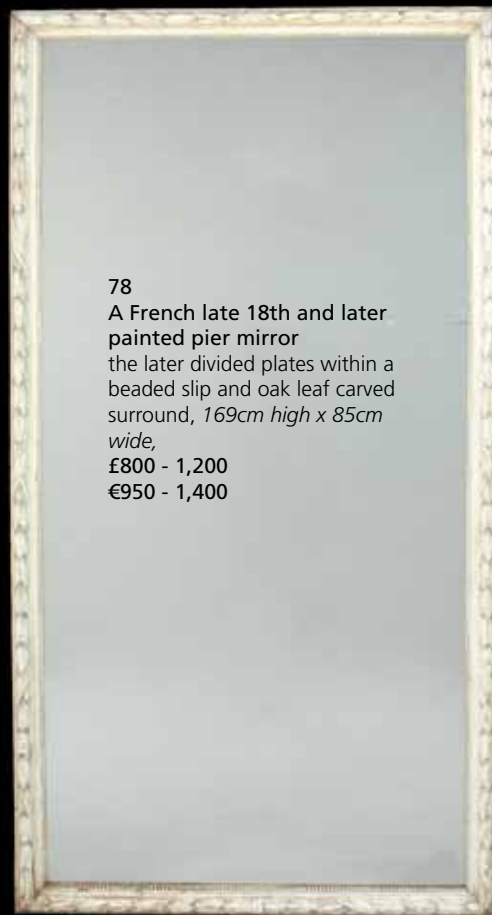 78
A French late 18th and later
painted pier mirror
the later divided plates within a
beaded slip and oak leaf carved
surround, 169cm high x 85cm
wide,
£800 - 1,200
€950 - 1,400